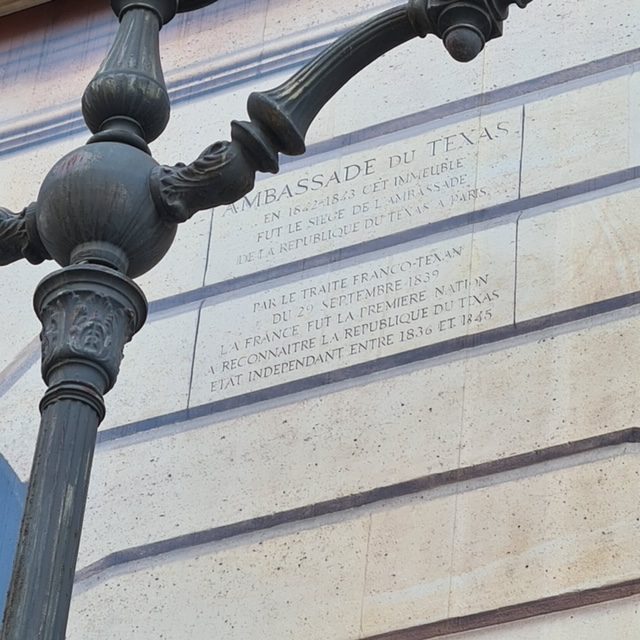 AMBASSADE DU TEXAS.
EN 1842-1843 CET IMMEUBLE
FUT LE SIEGE DE L'AMBASSADE
DE LA REPUBLIQUE DU TEXAS A PARIS.
PAR LE TRAITE FRANCO-TEXAN
DU 29 SEPTEMBRE 1839
LA FRANCE FUT LA PREMIERE NATION
A RECONNAITRE LA REPUBLIQUE DU TEXAS
ETAT INDEPENDANT ENTRE 1836 ET 1845